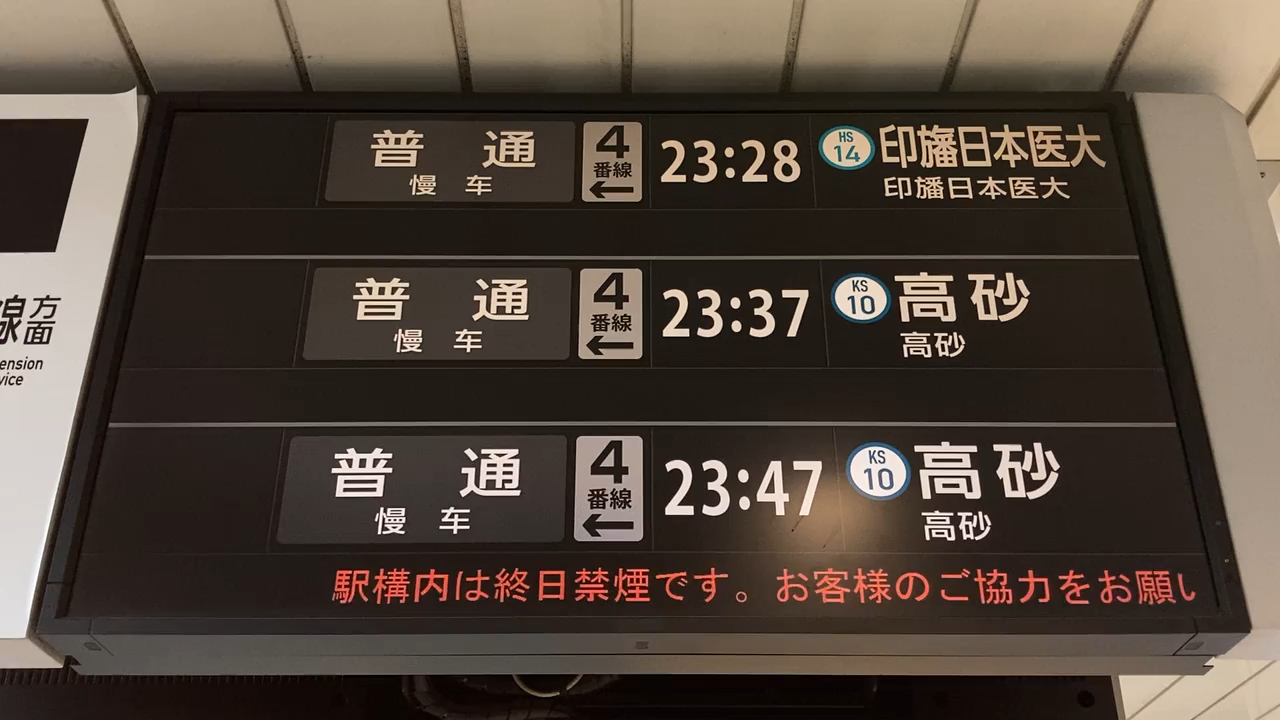 普通 4 23:28 HS 14 印旛日本医大
慢车 番線 ← 印旛日本医大
普通 4 23:37 KS 10 高砂
慢车 番線 ← 高砂
普通 4 23:47 KS 10 高砂
慢车 番線 ← 高砂
駅構内は終日禁煙です。お客様のご協力をお願い
線方面
ension
vice